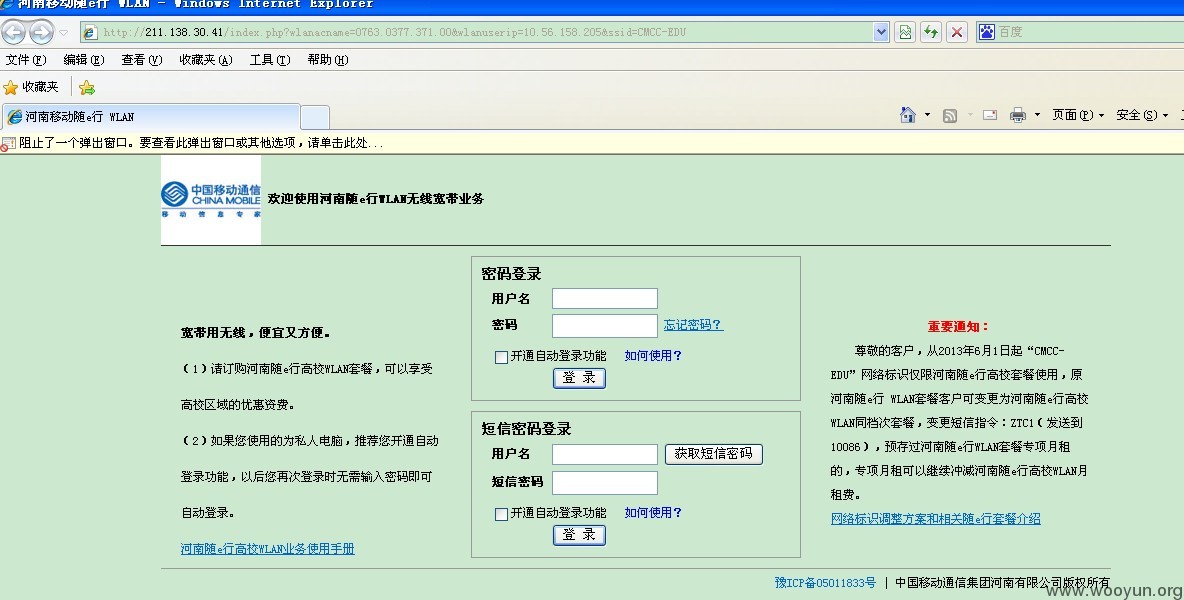 河南移动随e行 WLAN - Windows Internet Explorer
http://211.138.30.41/index.php?wlanacname=0763.0377.371.00&wlanuserip=10.56.158.205&ssid=CMCC-EDU
百度
文件(F) 编辑(E) 查看(V) 收藏夹(A) 工具(T) 帮助(H)
收藏夹
河南移动随e行 WLAN
页面(P) 安全(S)
阻止了一个弹出窗口。要查看此弹出窗口或其他选项，请单击此处...
中国移动通信
CHINA MOBILE
移动信息专家
欢迎使用河南随e行WLAN无线宽带业务
宽带用无线，便宜又方便。
（1）请订购河南随e行高校WLAN套餐，可以享受
高校区域的优惠资费。
（2）如果您使用的为私人电脑，推荐您开通自动
登录功能，以后您再次登录时无需输入密码即可
自动登录。
河南随e行高校WLAN业务使用手册
密码登录
用户名
密码 忘记密码？
开通自动登录功能 如何使用？
登 录
短信密码登录
用户名 获取短信密码
短信密码
开通自动登录功能 如何使用？
登 录
重要通知：
尊敬的客户，从2013年6月1日起“CMCC-
EDU”网络标识仅限河南随e行高校套餐使用，原
河南随e行 WLAN套餐客户可变更为河南随e行高校
WLAN同档次套餐，变更短信指令：ZTC1（发送到
10086），预存过河南随e行WLAN套餐专项月租
的，专项月租可以继续冲减河南随e行高校WLAN月
租费。
网络标识调整方案和相关随e行套餐介绍
豫ICP备05011833号 | 中国移动通信集团河南有限公司版权所有
www.wooyun.org